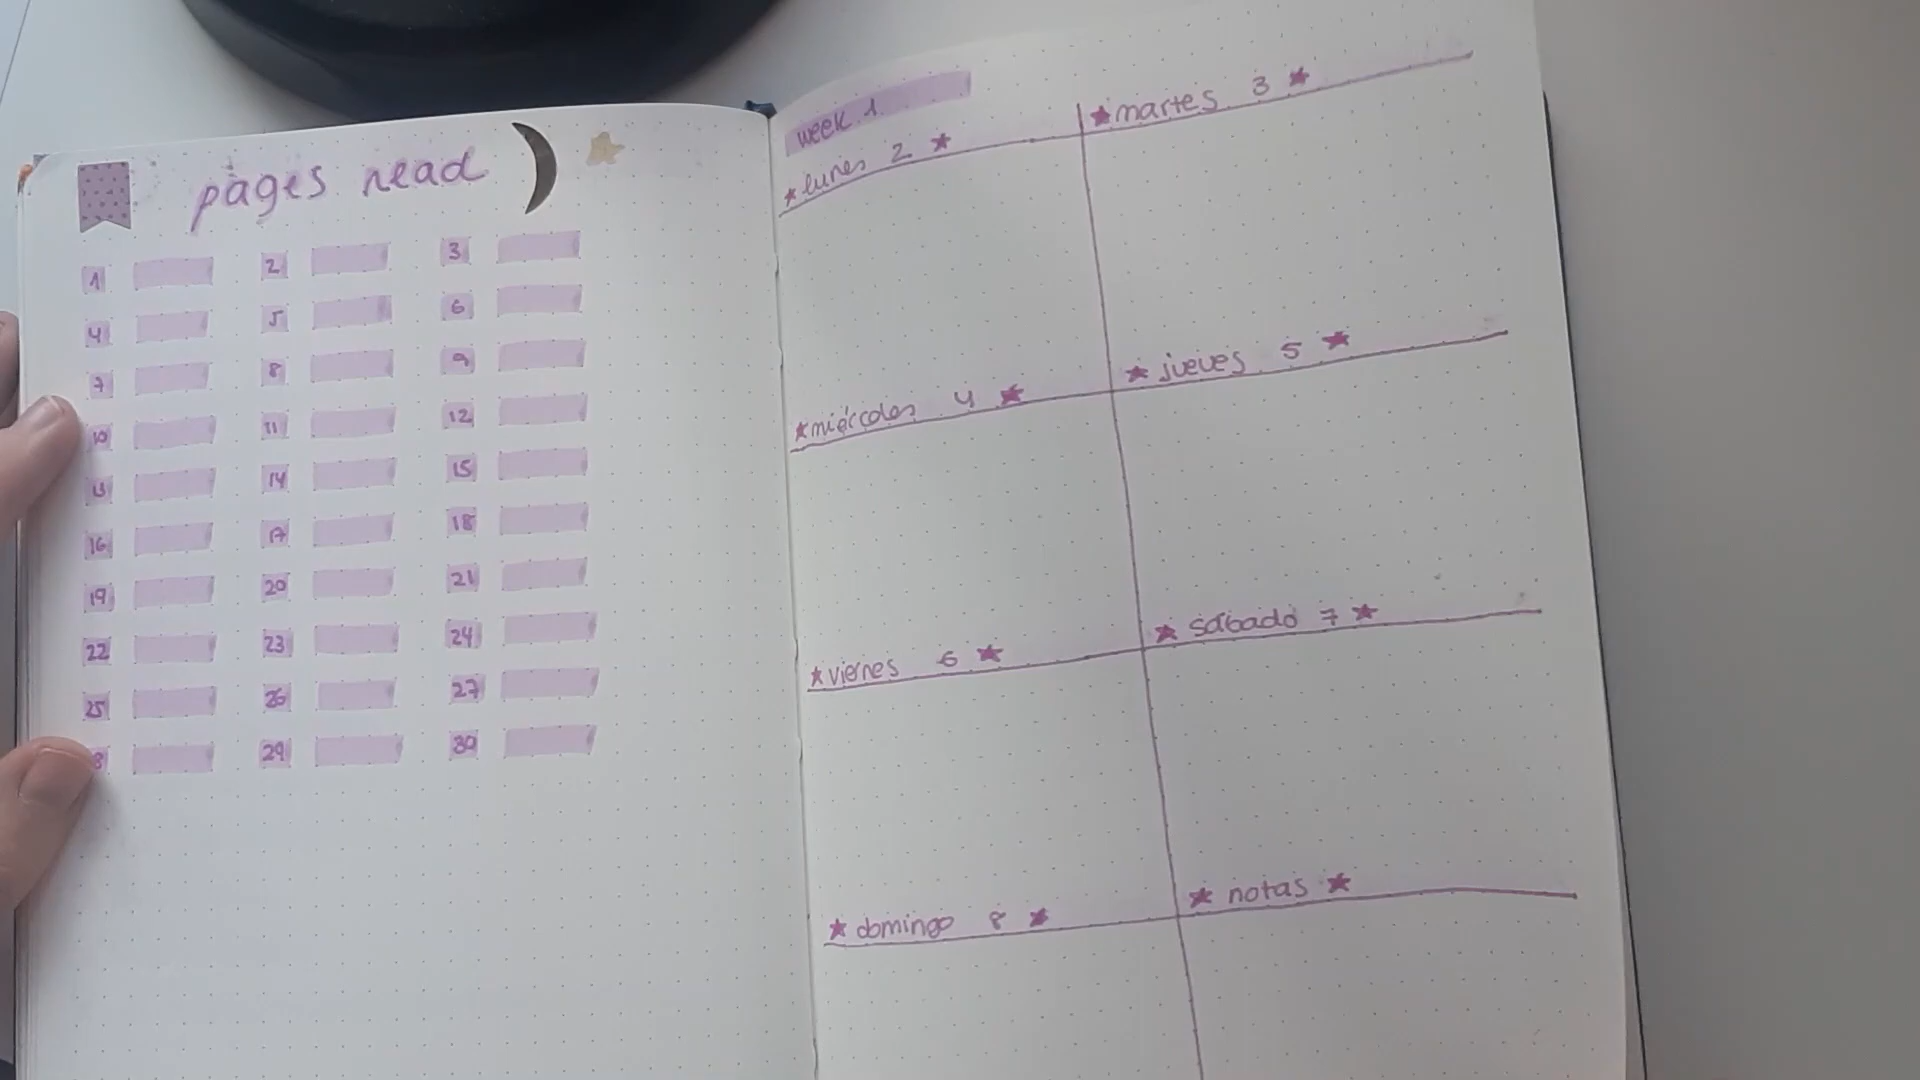 pages read
1 2 3
4 5 6
7 8 9
10 11 12
13 14 15
16 17 18
19 20 21
22 23 24
25 26 27
8 29 30
week 1
lunes 2
martes 3
miércoles 4
jueves 5
viernes 6
sábado 7
domingo 8
notas